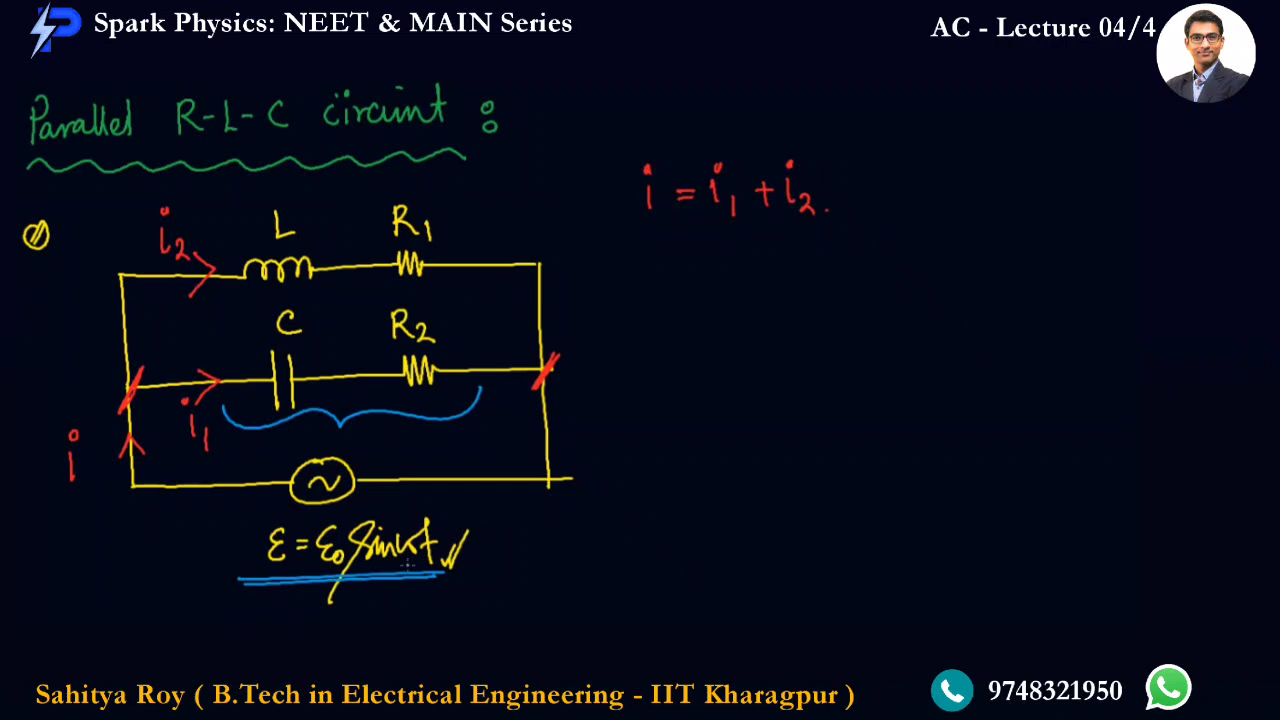 Spark Physics: NEET & MAIN Series
AC - Lecture 04/4
Parallel R-L-C circiunt :
i = i1 + i2.
i2
L
R1
C
R2
i1
i
ε = ε0 sinωt
Sahitya Roy ( B.Tech in Electrical Engineering - IIT Kharagpur )
9748321950